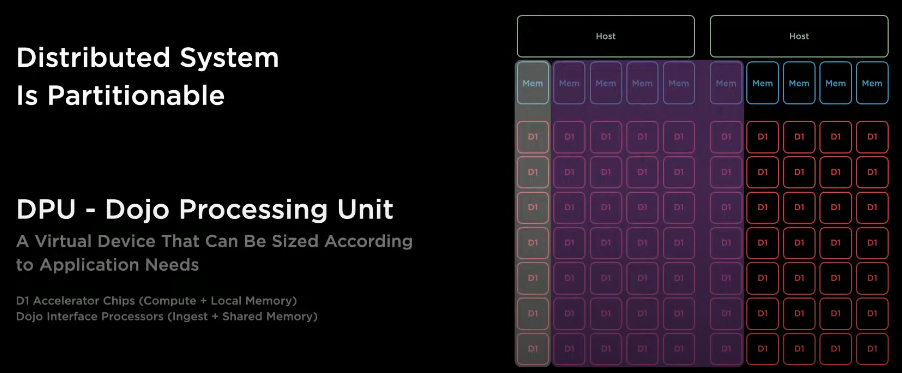 Distributed System
Is Partitionable
DPU - Dojo Processing Unit
A Virtual Device That Can Be Sized According
to Application Needs
D1 Accelerator Chips (Compute + Local Memory)
Dojo Interface Processors (Ingest + Shared Memory)
Host Host
Mem Mem Mem Mem Mem Mem Mem Mem Mem Mem
D1 D1 D1 D1 D1 D1 D1 D1 D1 D1
D1 D1 D1 D1 D1 D1 D1 D1 D1 D1
D1 D1 D1 D1 D1 D1 D1 D1 D1 D1
D1 D1 D1 D1 D1 D1 D1 D1 D1 D1
D1 D1 D1 D1 D1 D1 D1 D1 D1 D1
D1 D1 D1 D1 D1 D1 D1 D1 D1 D1
D1 D1 D1 D1 D1 D1 D1 D1 D1 D1